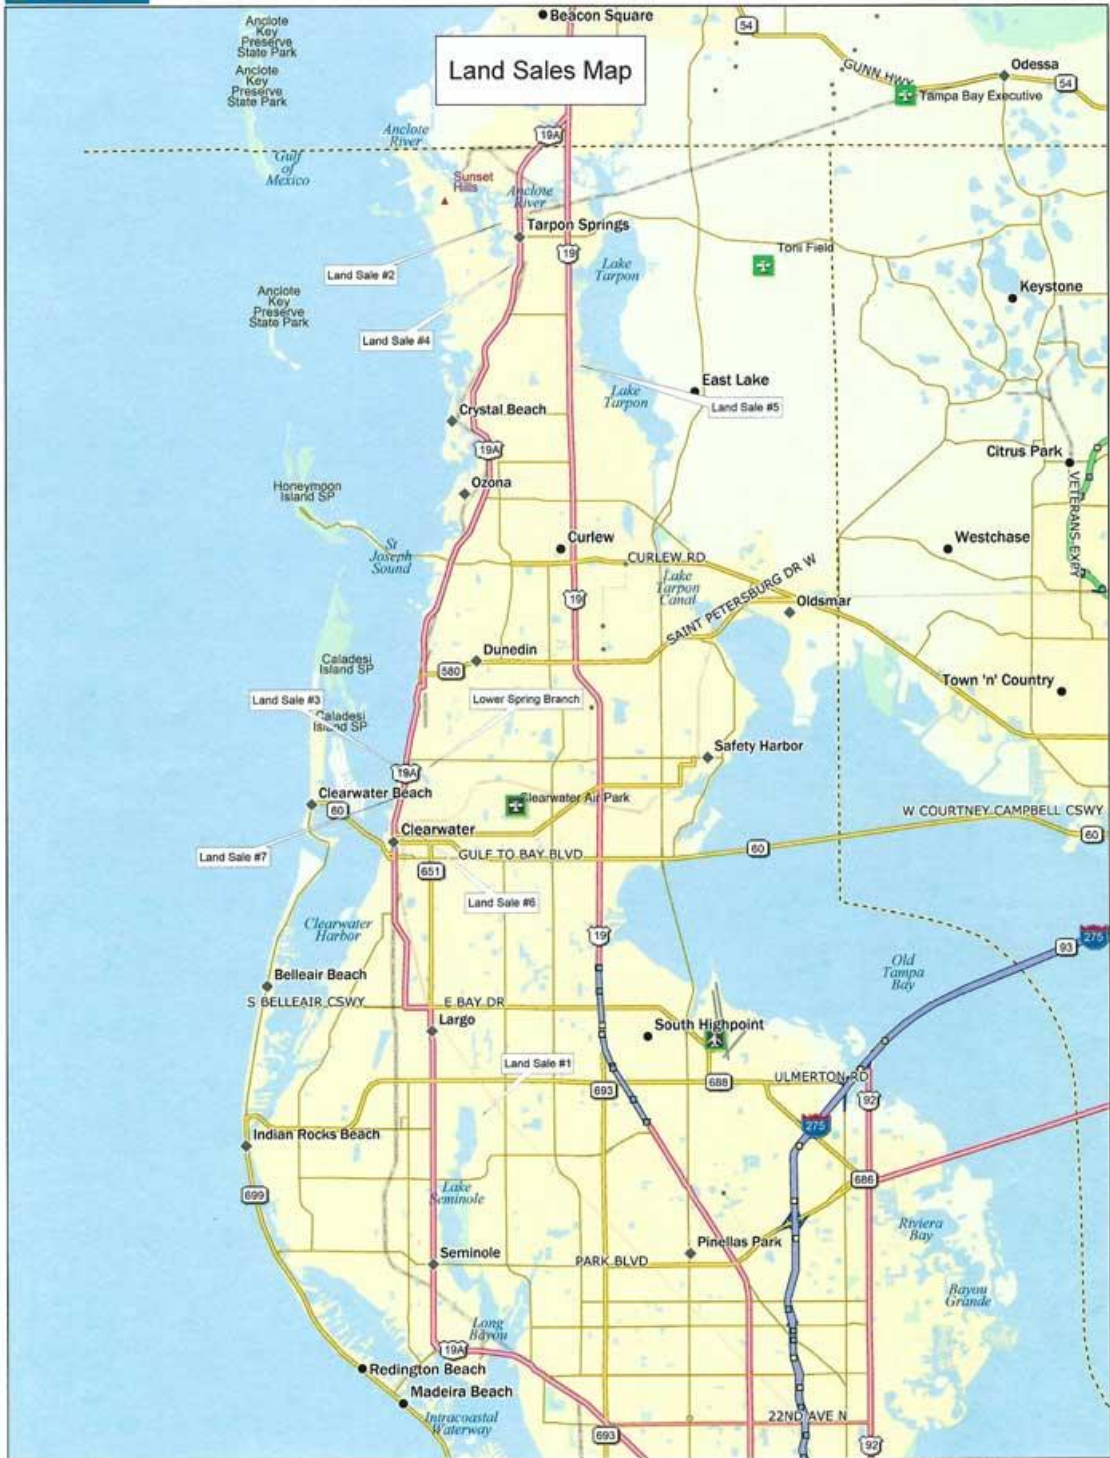 Beacon Square
Land Sales Map
Anclote
Key
Preserve
State Park
Anclote
Key
Preserve
State Park
54
GUNN HWY
Odessa
54
Tampa Bay Executive
19A
Anclote
River
Gulf
of
Mexico
Sunset
Hills
Anclote
River
Tarpon Springs
19
Land Sale #2
Lake
Tarpon
Toni Field
Keystone
Anclote
Key
Preserve
State Park
Land Sale #4
East Lake
Lake
Tarpon
Land Sale #5
Crystal Beach
19A
Citrus Park
VETERANS EXPY
Honeymoon
Island SP
Ozona
St
Joseph
Sound
Curlew
CURLEW RD
Westchase
Lake
Tarpon
Canal
SAINT PETERSBURG DR W
19
Oldsmar
Dunedin
580
Caladesi
Island SP
Town 'n' Country
Land Sale #3
Lower Spring Branch
Caladesi
Island SP
Safety Harbor
19A
Clearwater Beach
60
Clearwater Air Park
W COURTNEY CAMPBELL CSWY
60
Clearwater
60
Land Sale #7
GULF TO BAY BLVD
651
Land Sale #6
Clearwater
Harbor
19
93
275
Old
Tampa
Bay
Belleair Beach
S BELLEAIR CSWY
E BAY DR
Largo
South Highpoint
Land Sale #1
693
688
ULMERTON RD
92
275
Indian Rocks Beach
686
699
Lake
Seminole
Riviera
Bay
Seminole
PARK BLVD
Pinellas Park
Bayou
Grande
Long
Bayou
19A
Redington Beach
Madeira Beach
Intracoastal
Waterway
22ND AVE N
693
92